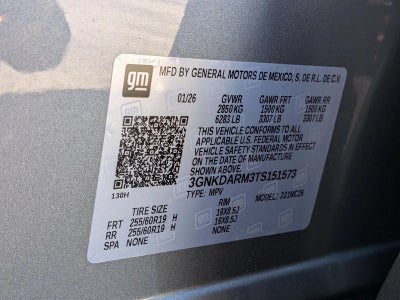 gm
MFD BY GENERAL MOTORS DE MEXICO, S. DE R.L. DE C.V.
01/26 GVWR GAWR FRT GAWR RR
2850 KG 1500 KG 1500 KG
6283 LB 3307 LB 3307 LB
THIS VEHICLE CONFORMS TO ALL
APPLICABLE U.S. FEDERAL MOTOR
VEHICLE SAFETY STANDARDS IN EFFECT
ON THE DATE OF MANUFACTURE
3GNKDARM3TS151573
TYPE: MPV MODEL: 331MC26
130H
TIRE SIZE RIM
FRT 255/60R19 H 19X8.5J
RR 255/60R19 H 19X8.5J
SPA NONE NONE